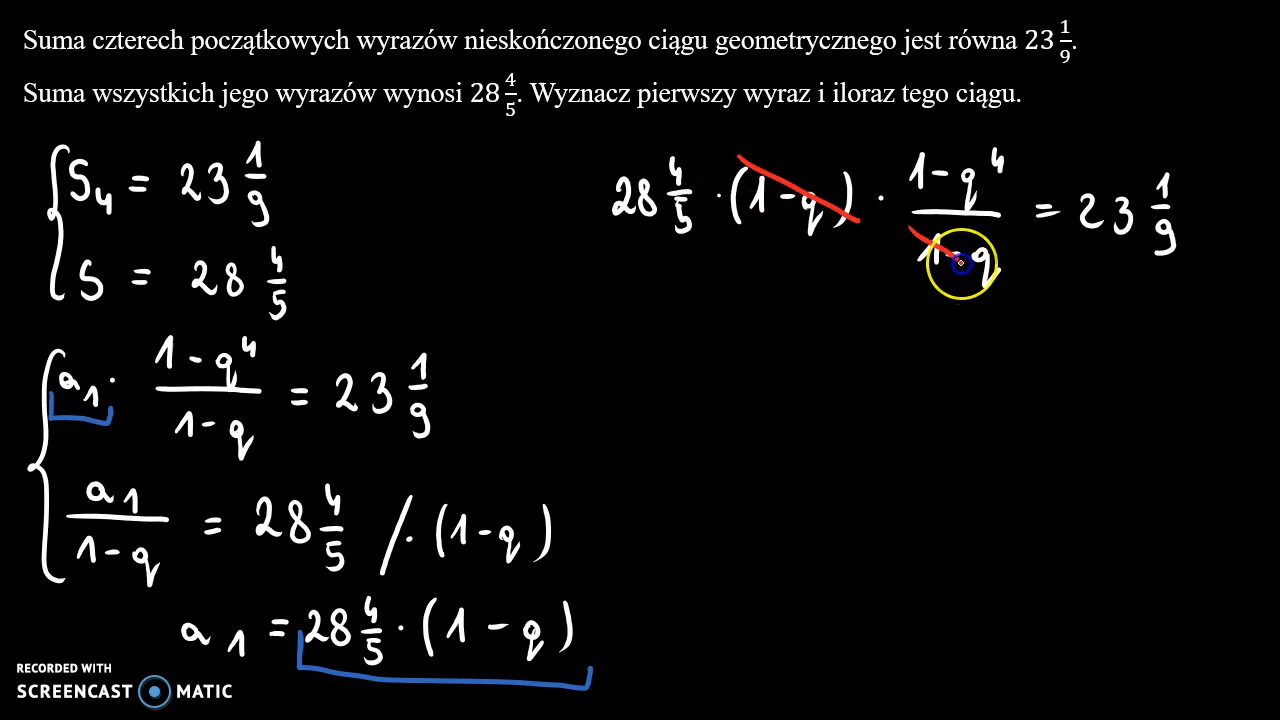 Suma czterech początkowych wyrazów nieskończonego ciągu geometrycznego jest równa 23 1/9.
Suma wszystkich jego wyrazów wynosi 28 4/5. Wyznacz pierwszy wyraz i iloraz tego ciągu.
S₄ = 23 1/9
S = 28 4/5
a₁ · (1-q⁴)/(1-q) = 23 1/9
a₁/(1-q) = 28 4/5 / · (1-q)
a₁ = 28 4/5 · (1-q)
28 4/5 · (1-q) · (1-q⁴)/(1-q) = 23 1/9
RECORDED WITH
SCREENCAST MATIC